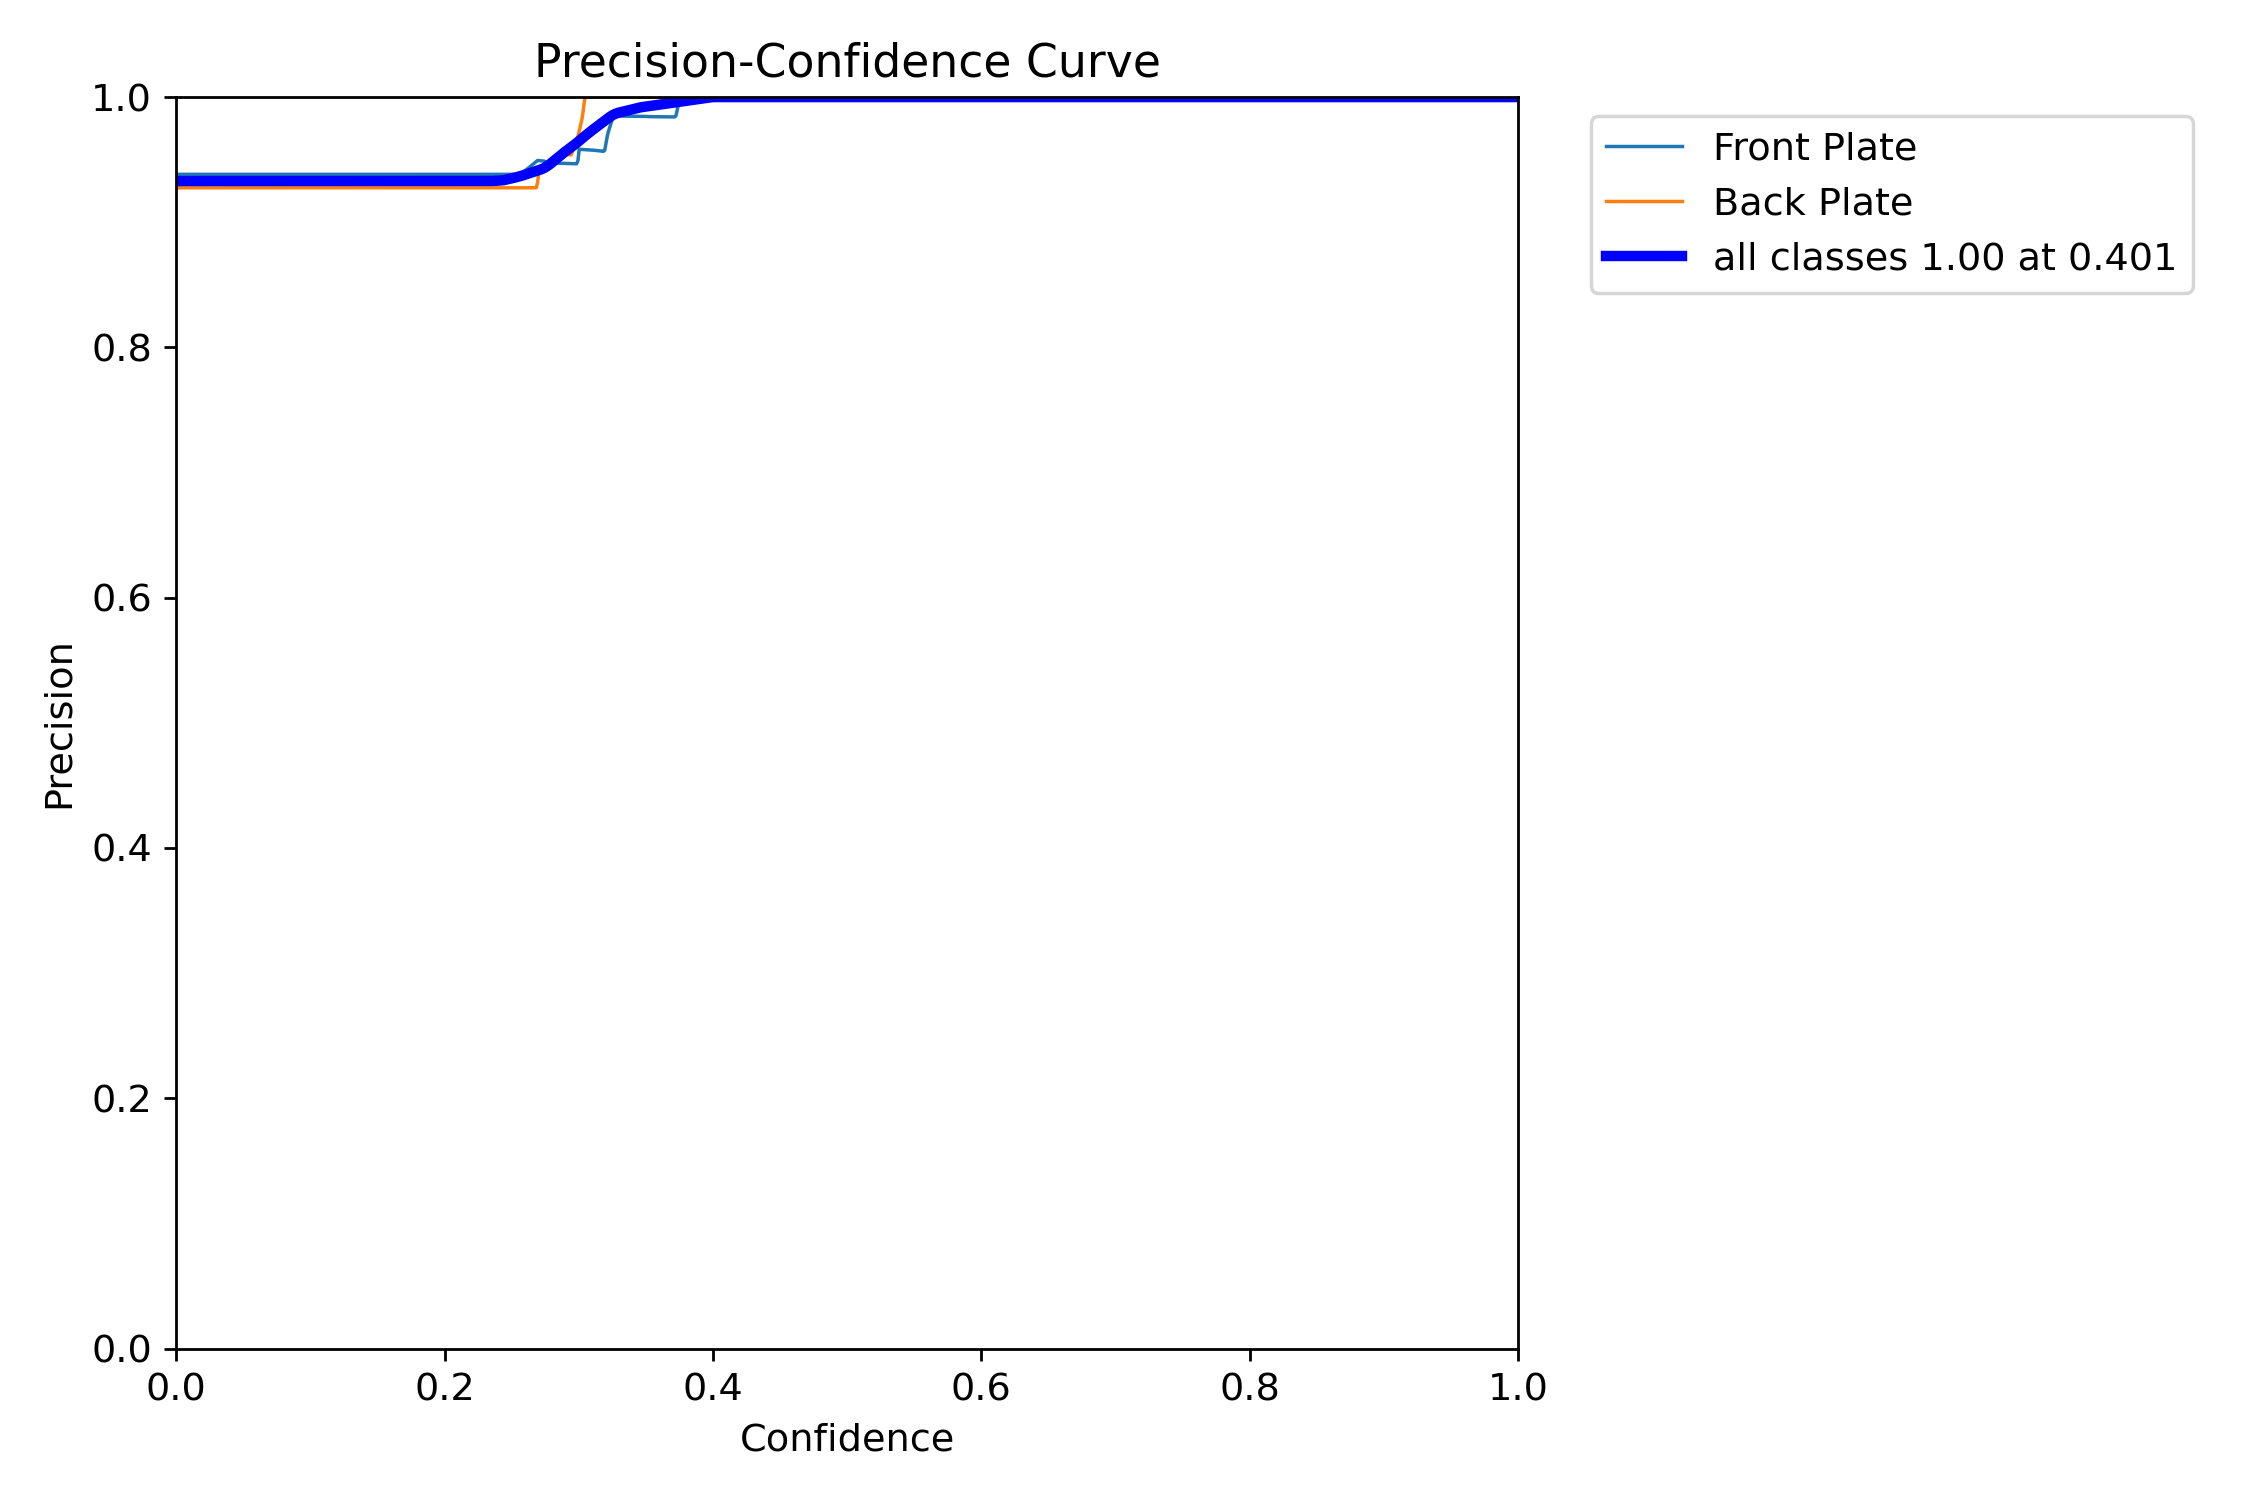 Precision-Confidence Curve
1.0
0.8
0.6
0.4
0.2
0.0
Precision
0.0 0.2 0.4 0.6 0.8 1.0
Confidence
Front Plate
Back Plate
all classes 1.00 at 0.401